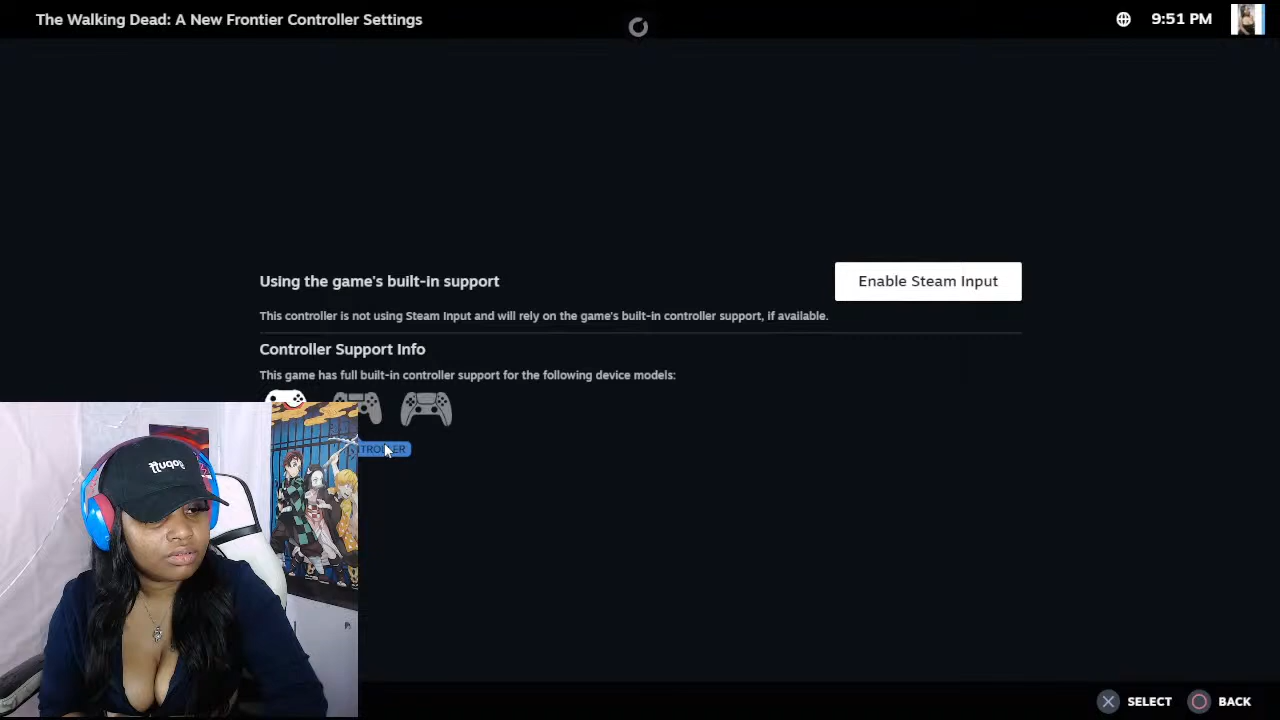 The Walking Dead: A New Frontier Controller Settings
9:51 PM
Using the game's built-in support
Enable Steam Input
This controller is not using Steam Input and will rely on the game's built-in controller support, if available.
Controller Support Info
This game has full built-in controller support for the following device models:
SELECT
BACK